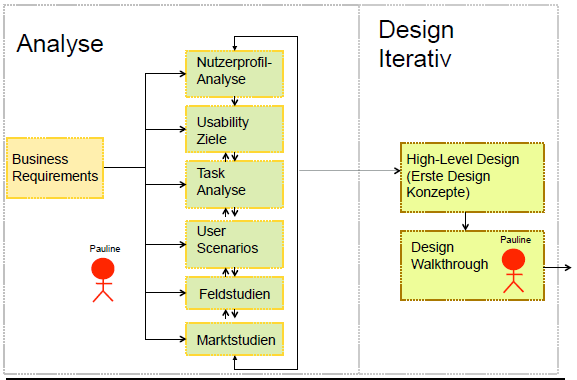 Analyse
Design
Iterativ
Nutzerprofil-
Analyse
Usability
Ziele
Business
Requirements
Task
Analyse
High-Level Design
(Erste Design
Konzepte)
User
Scenarios
Pauline
Design
Walkthrough
Pauline
Feldstudien
Marktstudien